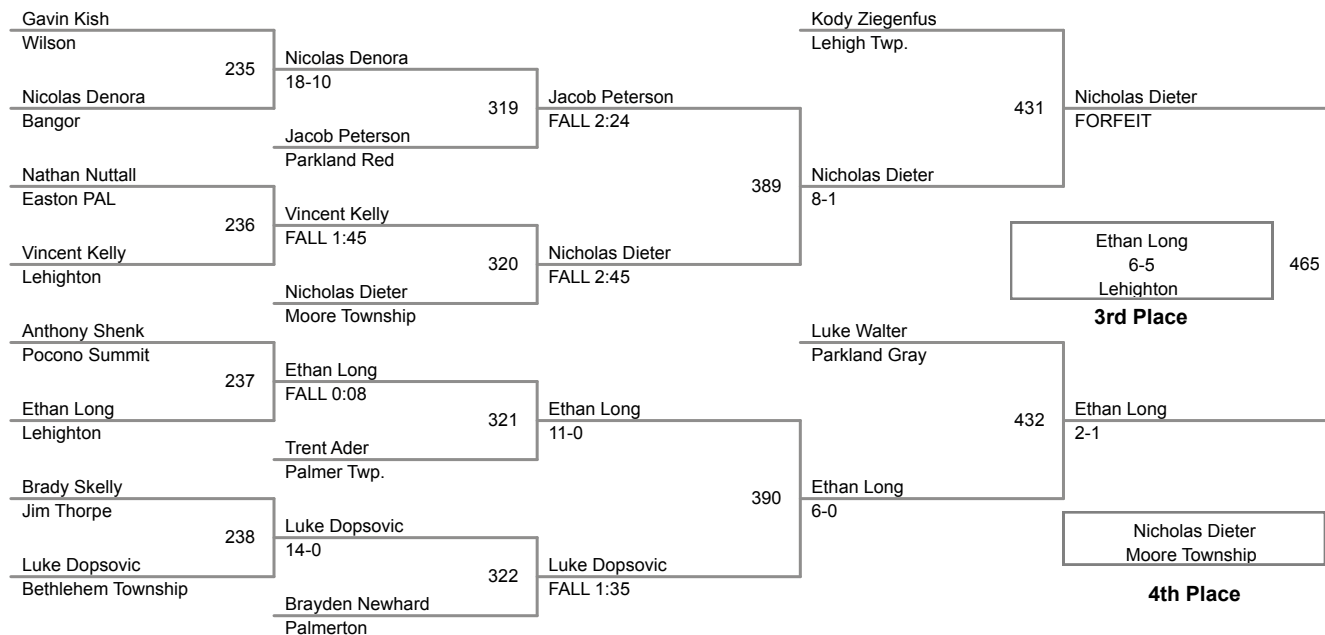 Gavin Kish
Wilson
235
Nicolas Denora
Bangor
Nicolas Denora
18-10
319
Jacob Peterson
Parkland Red
Nathan Nuttall
Easton PAL
236
Vincent Kelly
Lehighton
Vincent Kelly
FALL 1:45
320
Nicholas Dieter
Moore Township
Anthony Shenk
Pocono Summit
237
Ethan Long
Lehighton
Ethan Long
FALL 0:08
321
Trent Ader
Palmer Twp.
Brady Skelly
Jim Thorpe
238
Luke Dopsovic
Bethlehem Township
Luke Dopsovic
14-0
322
Brayden Newhard
Palmerton
Jacob Peterson
FALL 2:24
389
Nicholas Dieter
FALL 2:45
Ethan Long
11-0
390
Luke Dopsovic
FALL 1:35
Kody Ziegenfus
Lehigh Twp.
431
Nicholas Dieter
8-1
Nicholas Dieter
FORFEIT
Ethan Long
6-5
Lehighton
465
3rd Place
Luke Walter
Parkland Gray
432
Ethan Long
6-0
Ethan Long
2-1
Nicholas Dieter
Moore Township
4th Place